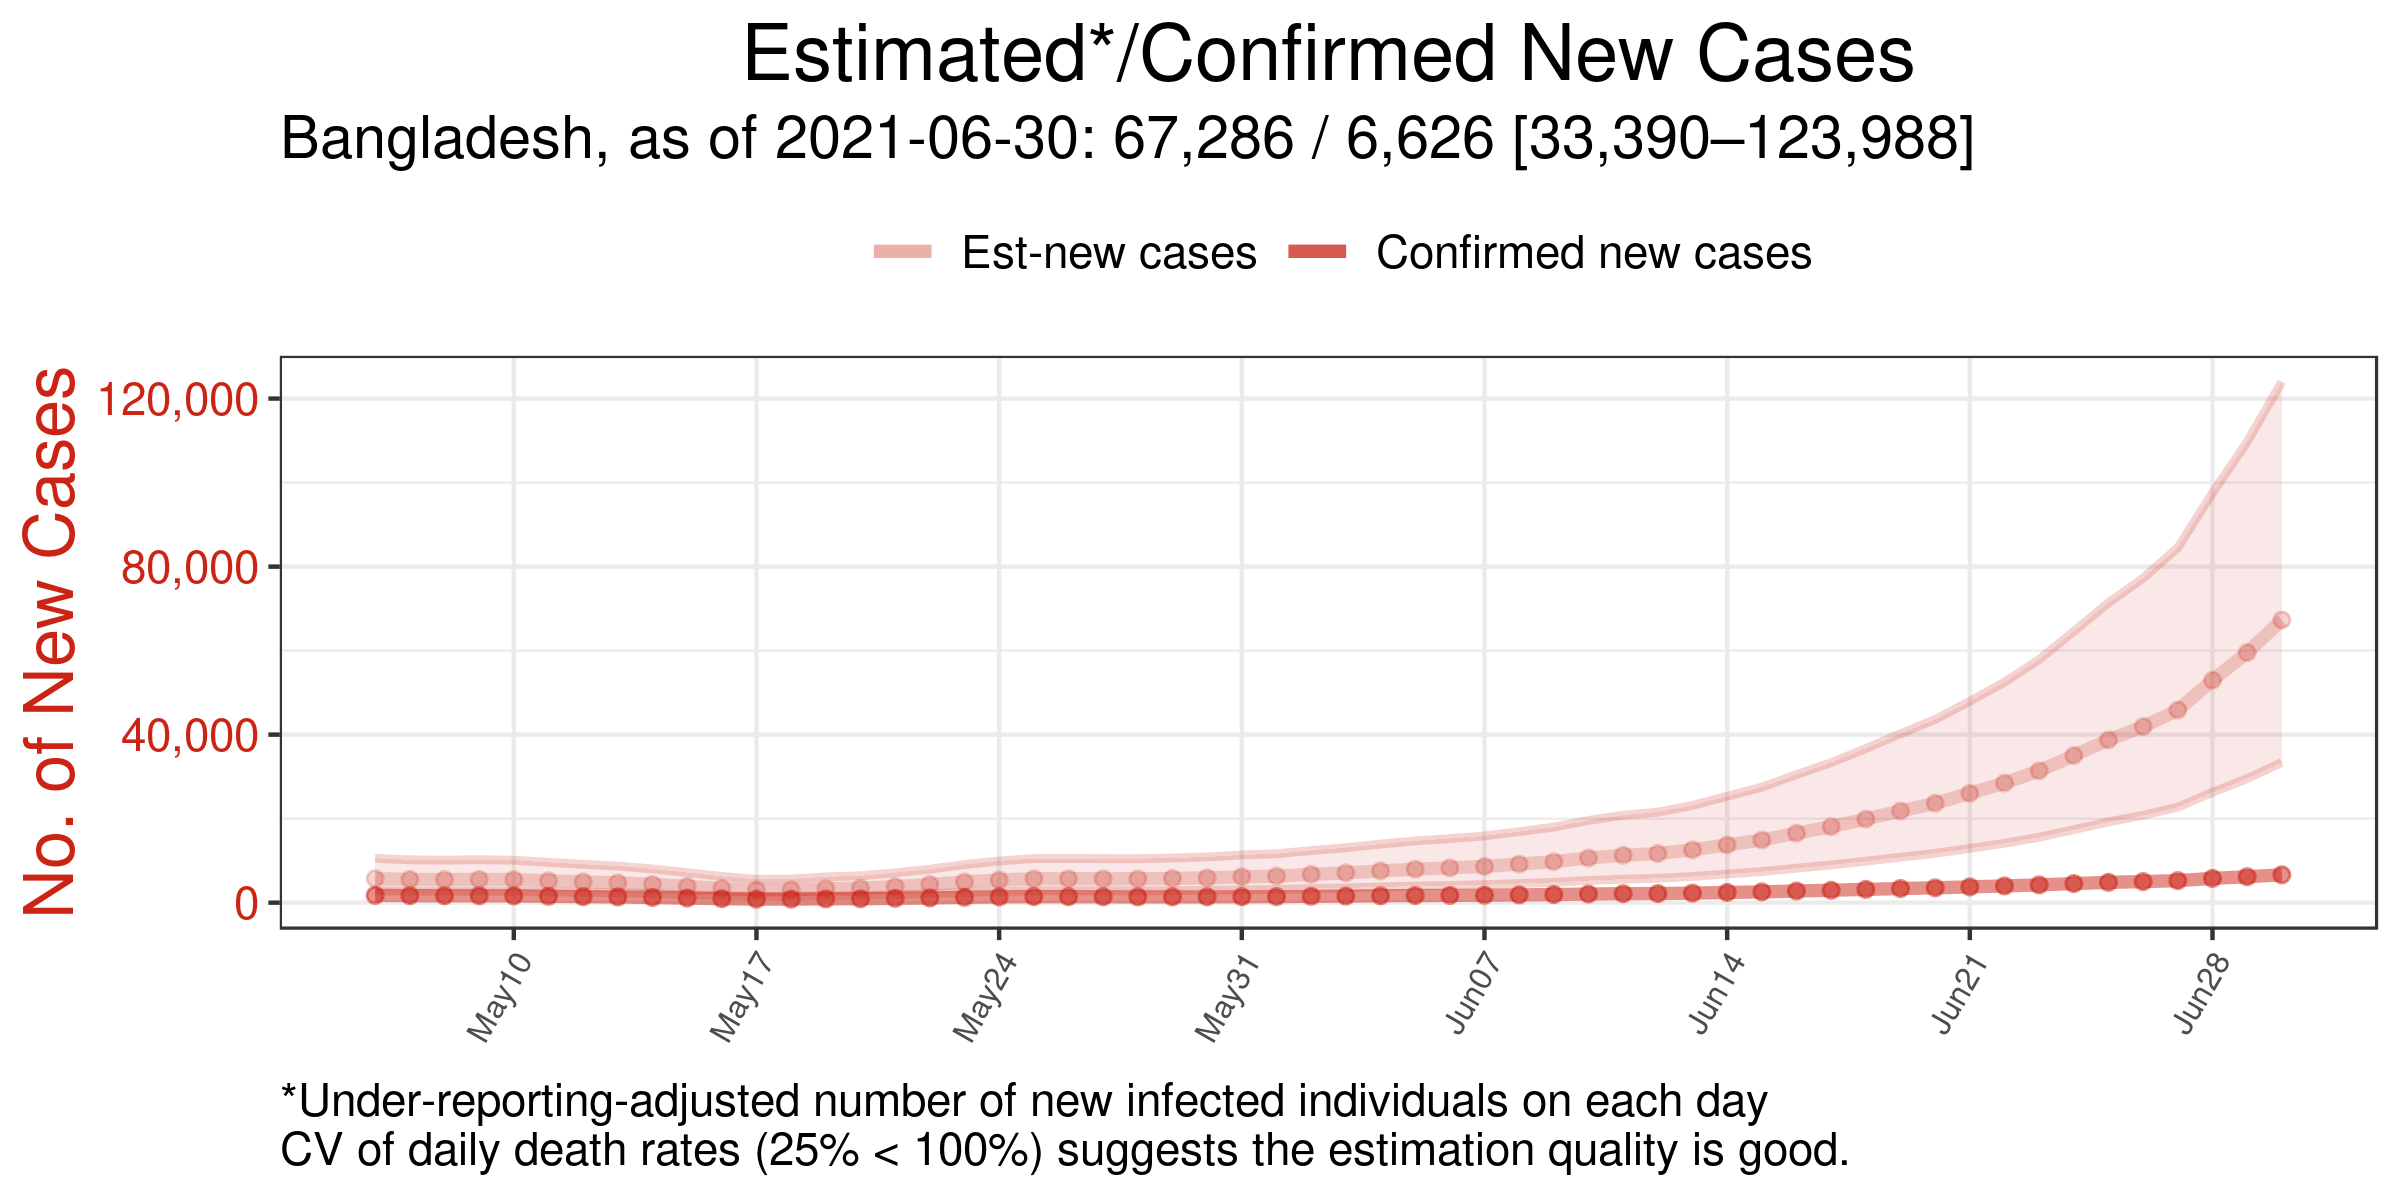 Estimated*/Confirmed New Cases
Bangladesh, as of 2021-06-30: 67,286 / 6,626 [33,390–123,988]
Est-new cases
Confirmed new cases
No. of New Cases
120,000
80,000
40,000
0
May10
May17
May24
May31
Jun07
Jun14
Jun21
Jun28
*Under-reporting-adjusted number of new infected individuals on each day
CV of daily death rates (25% < 100%) suggests the estimation quality is good.